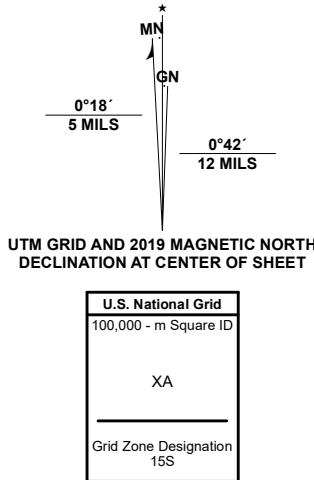 ★
MN
GN
0°18´
5 MILS
0°42´
12 MILS
UTM GRID AND 2019 MAGNETIC NORTH
DECLINATION AT CENTER OF SHEET
U.S. National Grid
100,000 - m Square ID
XA
Grid Zone Designation
15S